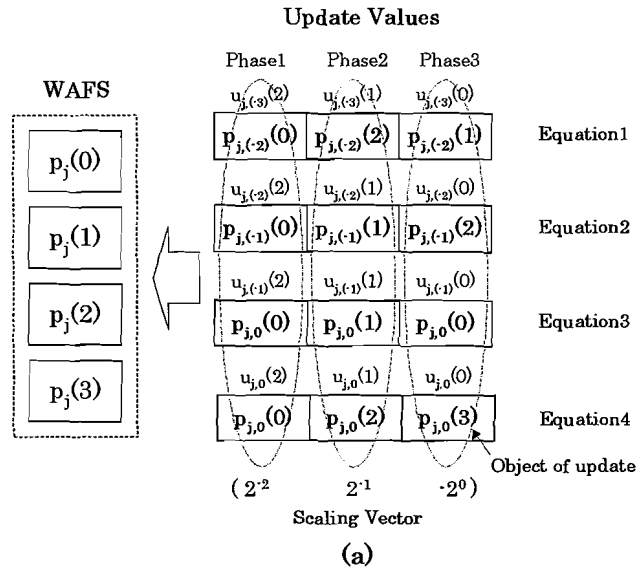 Update Values
Phase1 Phase2 Phase3
WAFS
u_{j,(-3)}(2) u_{j,(-3)}(1) u_{j,(-3)}(0)
p_{j,(-2)}(0) p_{j,(-2)}(2) p_{j,(-2)}(1) Equation1
p_j(0)
u_{j,(-2)}(2) u_{j,(-2)}(1) u_{j,(-2)}(0)
p_j(1)
p_{j,(-1)}(0) p_{j,(-1)}(1) p_{j,(-1)}(2) Equation2
u_{j,(-1)}(2) u_{j,(-1)}(1) u_{j,(-1)}(0)
p_j(2)
p_{j,0}(0) p_{j,0}(1) p_{j,0}(0) Equation3
p_j(3)
u_{j,0}(2) u_{j,0}(1) u_{j,0}(0)
p_{j,0}(0) p_{j,0}(2) p_{j,0}(3) Equation4
Object of update
(2^{-2} 2^{-1} -2^0)
Scaling Vector
(a)